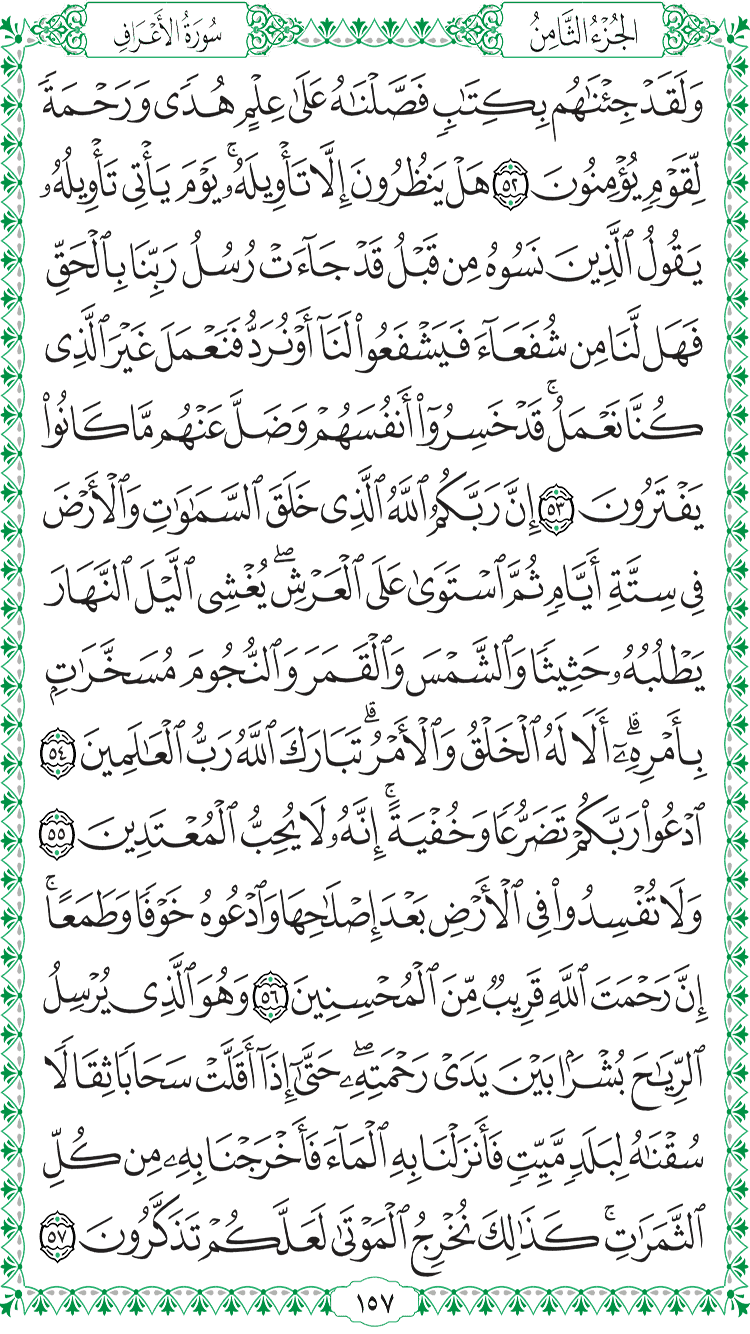 الجُزْءُ الثَّامِنُ
سُورَةُ الأَعْرَافِ
وَلَقَدْ جِئْنَٰهُم بِكِتَٰبٖ فَصَّلْنَٰهُ عَلَىٰ عِلْمٍ هُدٗى وَرَحْمَةٗ
لِّقَوْمٖ يُؤْمِنُونَ ٥٢ هَلْ يَنظُرُونَ إِلَّا تَأْوِيلَهُۥۚ يَوْمَ يَأْتِي تَأْوِيلُهُۥ
يَقُولُ ٱلَّذِينَ نَسُوهُ مِن قَبْلُ قَدْ جَآءَتْ رُسُلُ رَبِّنَا بِٱلْحَقِّ
فَهَل لَّنَا مِن شُفَعَآءَ فَيَشْفَعُوا۟ لَنَآ أَوْ نُرَدُّ فَنَعْمَلَ غَيْرَ ٱلَّذِي
كُنَّا نَعْمَلُۚ قَدْ خَسِرُوٓا۟ أَنفُسَهُمْ وَضَلَّ عَنْهُم مَّا كَانُوا۟
يَفْتَرُونَ ٥٣ إِنَّ رَبَّكُمُ ٱللَّهُ ٱلَّذِي خَلَقَ ٱلسَّمَٰوَٰتِ وَٱلْأَرْضَ
فِي سِتَّةِ أَيَّامٖ ثُمَّ ٱسْتَوَىٰ عَلَى ٱلْعَرْشِۖ يُغْشِي ٱلَّيْلَ ٱلنَّهَارَ
يَطْلُبُهُۥ حَثِيثٗا وَٱلشَّمْسَ وَٱلْقَمَرَ وَٱلنُّجُومَ مُسَخَّرَٰتِۭ
بِأَمْرِهِۦٓۗ أَلَا لَهُ ٱلْخَلْقُ وَٱلْأَمْرُۗ تَبَارَكَ ٱللَّهُ رَبُّ ٱلْعَٰلَمِينَ ٥٤
ٱدْعُوا۟ رَبَّكُمْ تَضَرُّعٗا وَخُفْيَةًۚ إِنَّهُۥ لَا يُحِبُّ ٱلْمُعْتَدِينَ ٥٥
وَلَا تُفْسِدُوا۟ فِي ٱلْأَرْضِ بَعْدَ إِصْلَٰحِهَا وَٱدْعُوهُ خَوْفٗا وَطَمَعًاۚ
إِنَّ رَحْمَتَ ٱللَّهِ قَرِيبٞ مِّنَ ٱلْمُحْسِنِينَ ٥٦ وَهُوَ ٱلَّذِي يُرْسِلُ
ٱلرِّيَٰحَ بُشْرَۢا بَيْنَ يَدَيْ رَحْمَتِهِۦۖ حَتَّىٰٓ إِذَآ أَقَلَّتْ سَحَابٗا ثِقَالٗا
سُقْنَٰهُ لِبَلَدٖ مَّيِّتٖ فَأَنزَلْنَا بِهِ ٱلْمَآءَ فَأَخْرَجْنَا بِهِۦ مِن كُلِّ
ٱلثَّمَرَٰتِۚ كَذَٰلِكَ نُخْرِجُ ٱلْمَوْتَىٰ لَعَلَّكُمْ تَذَكَّرُونَ ٥٧
١٥٧